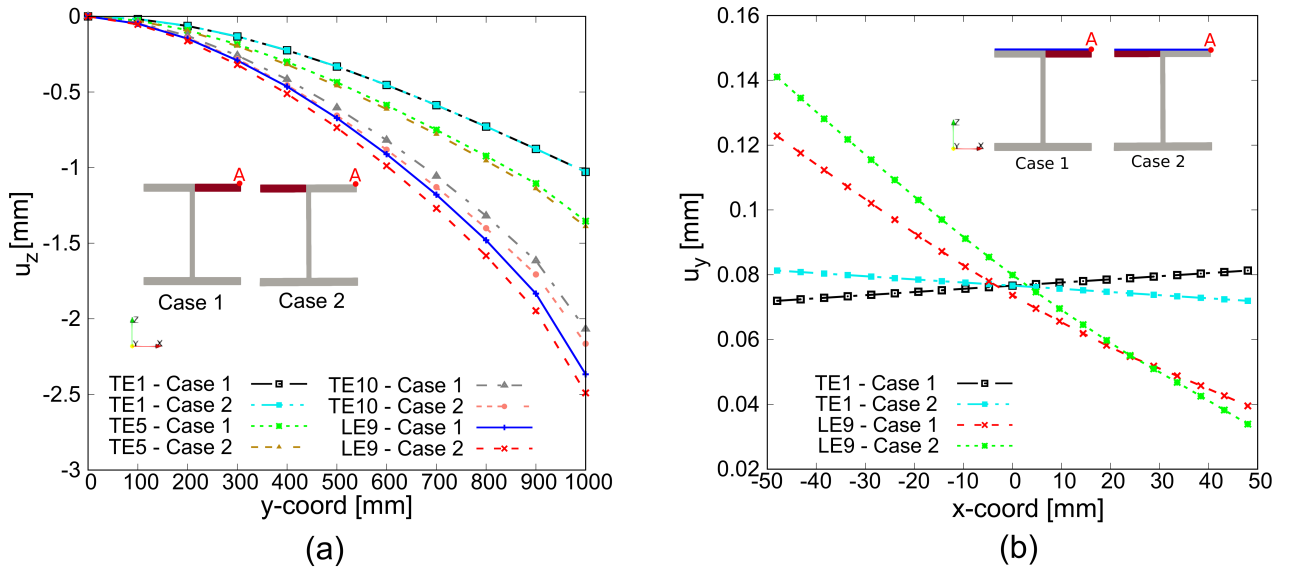 0
-0.5
-1
-1.5
-2
-2.5
-3
u_z [mm]
A
A
Case 1
Case 2
Z
Y
X
TE1 - Case 1
TE1 - Case 2
TE5 - Case 1
TE5 - Case 2
TE10 - Case 1
TE10 - Case 2
LE9 - Case 1
LE9 - Case 2
0 100 200 300 400 500 600 700 800 900 1000
y-coord [mm]
(a)
0.16
0.14
0.12
0.1
0.08
0.06
0.04
0.02
u_y [mm]
A
A
Z
Y
X
Case 1
Case 2
TE1 - Case 1
TE1 - Case 2
LE9 - Case 1
LE9 - Case 2
-50 -40 -30 -20 -10 0 10 20 30 40 50
x-coord [mm]
(b)